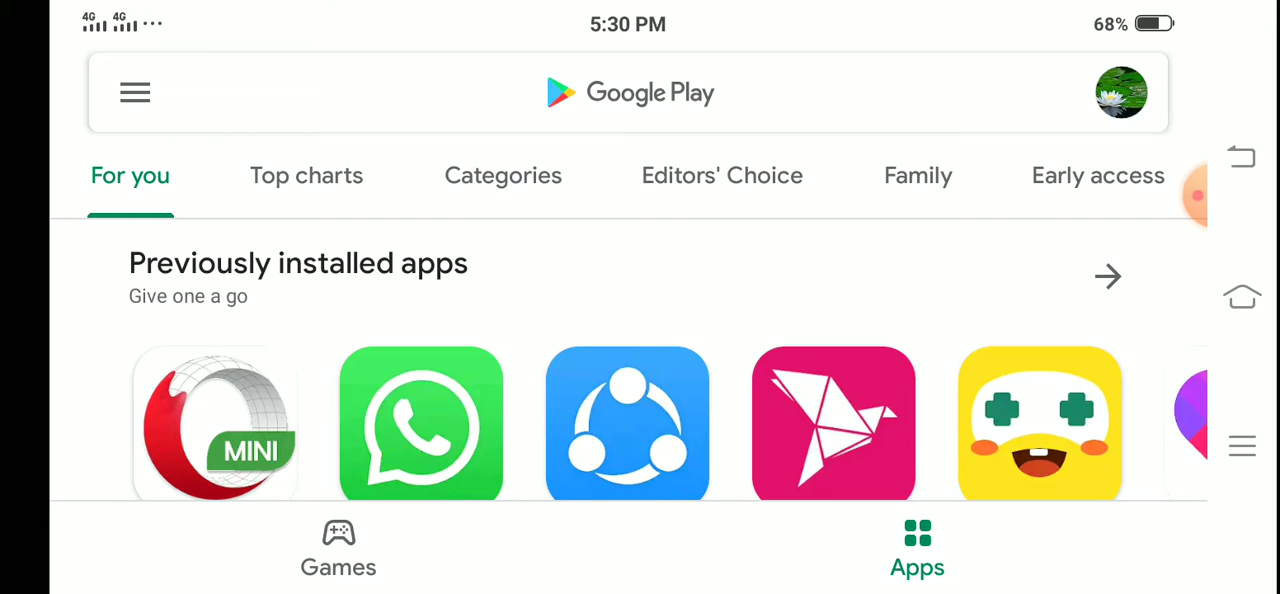 4G 4G 5:30 PM 68%
Google Play
For you Top charts Categories Editors' Choice Family Early access
Previously installed apps
Give one a go
MINI
Games Apps